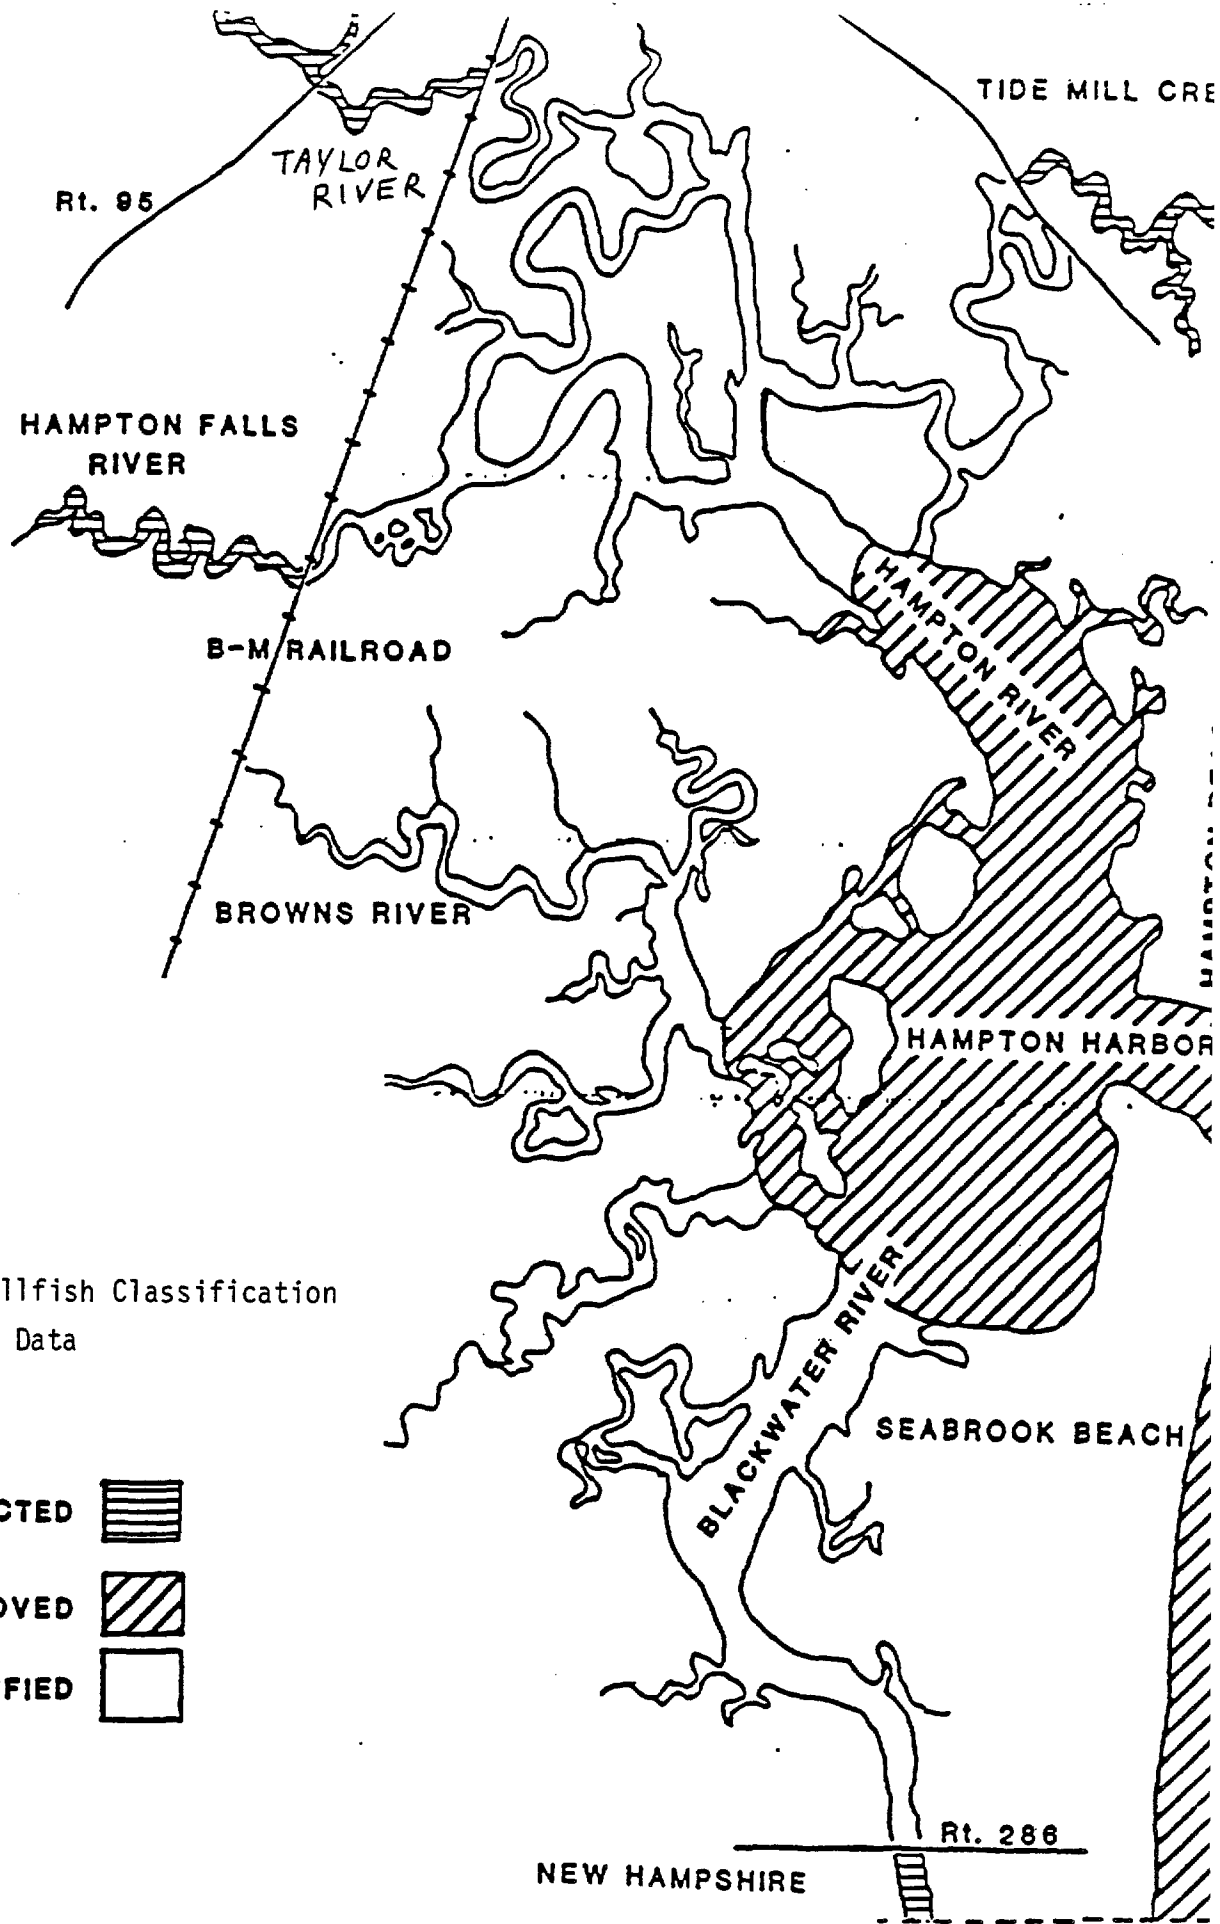 TIDE MILL CRE
TAYLOR
RIVER
Rt. 95
HAMPTON FALLS
RIVER
HAMPTON RIVER
B-M RAILROAD
BROWNS RIVER
HAMPTON
HAMPTON HARBOR
llfish Classification
Data
BLACKWATER RIVER
SEABROOK BEACH
CTED
OVED
FIED
Rt. 286
NEW HAMPSHIRE